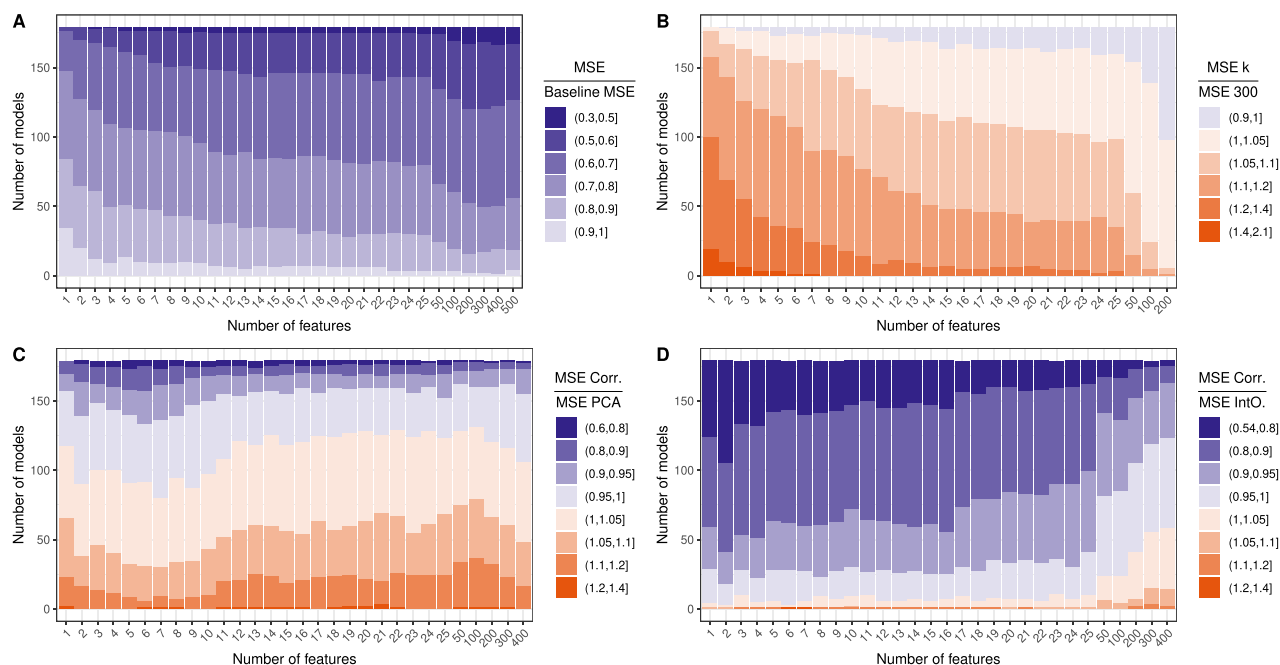 A
Number of models
150
100
50
0
1 2 3 4 5 6 7 8 9 10 11 12 13 14 15 16 17 18 19 20 21 22 23 24 25 50 100 200 300 400 500
Number of features
MSE
Baseline MSE
(0.3,0.5]
(0.5,0.6]
(0.6,0.7]
(0.7,0.8]
(0.8,0.9]
(0.9,1]
B
Number of models
150
100
50
0
1 2 3 4 5 6 7 8 9 10 11 12 13 14 15 16 17 18 19 20 21 22 23 24 25 50 100 200
Number of features
MSE k
MSE 300
(0.9,1]
(1,1.05]
(1.05,1.1]
(1.1,1.2]
(1.2,1.4]
(1.4,2.1]
C
Number of models
150
100
50
0
1 2 3 4 5 6 7 8 9 10 11 12 13 14 15 16 17 18 19 20 21 22 23 24 25 50 100 200 300 400
Number of features
MSE Corr.
MSE PCA
(0.6,0.8]
(0.8,0.9]
(0.9,0.95]
(0.95,1]
(1,1.05]
(1.05,1.1]
(1.1,1.2]
(1.2,1.4]
D
Number of models
150
100
50
0
1 2 3 4 5 6 7 8 9 10 11 12 13 14 15 16 17 18 19 20 21 22 23 24 25 50 100 200 300 400
Number of features
MSE Corr.
MSE IntO.
(0.54,0.8]
(0.8,0.9]
(0.9,0.95]
(0.95,1]
(1,1.05]
(1.05,1.1]
(1.1,1.2]
(1.2,1.4]